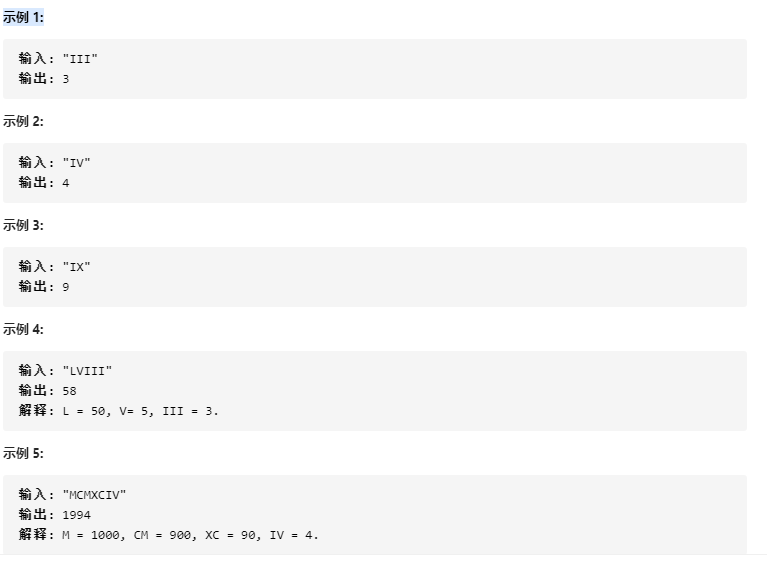 示例 1:
输入: "III"
输出: 3
示例 2:
输入: "IV"
输出: 4
示例 3:
输入: "IX"
输出: 9
示例 4:
输入: "LVIII"
输出: 58
解释: L = 50, V= 5, III = 3.
示例 5:
输入: "MCMXCIV"
输出: 1994
解释: M = 1000, CM = 900, XC = 90, IV = 4.